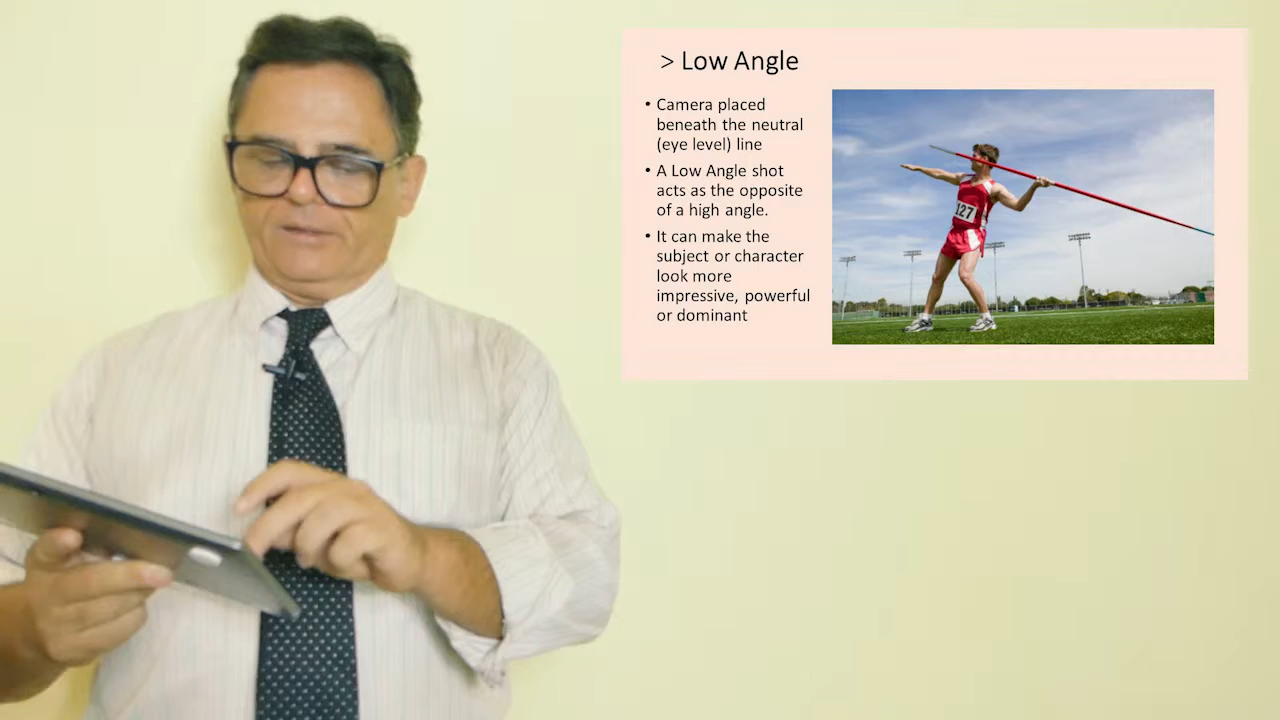 > Low Angle
• Camera placed
beneath the neutral
(eye level) line
• A Low Angle shot
acts as the opposite
of a high angle.
• It can make the
subject or character
look more
impressive, powerful
or dominant
127